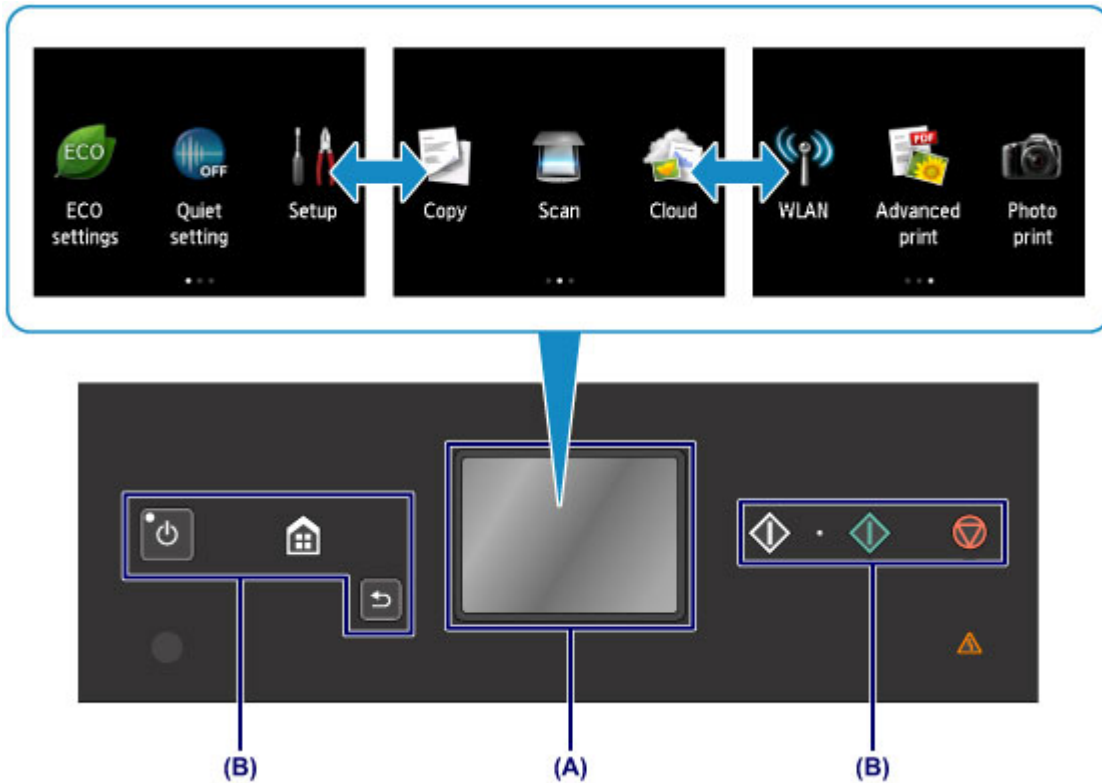 ECO
OFF
PDF
ECO
settings
Quiet
setting
Setup
Copy
Scan
Cloud
WLAN
Advanced
print
Photo
print
(B)
(A)
(B)